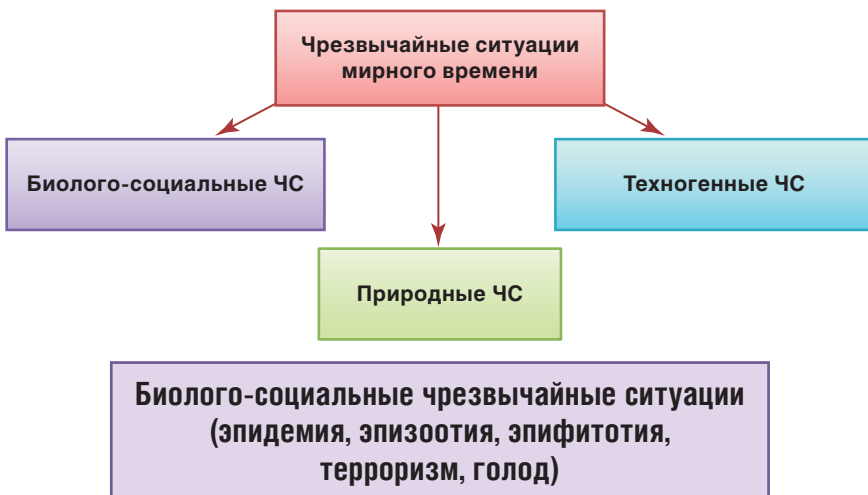 Чрезвычайные ситуации
мирного времени
Биолого-социальные ЧС
Техногенные ЧС
Природные ЧС
Биолого-социальные чрезвычайные ситуации
(эпидемия, эпизоотия, эпифитотия,
терроризм, голод)